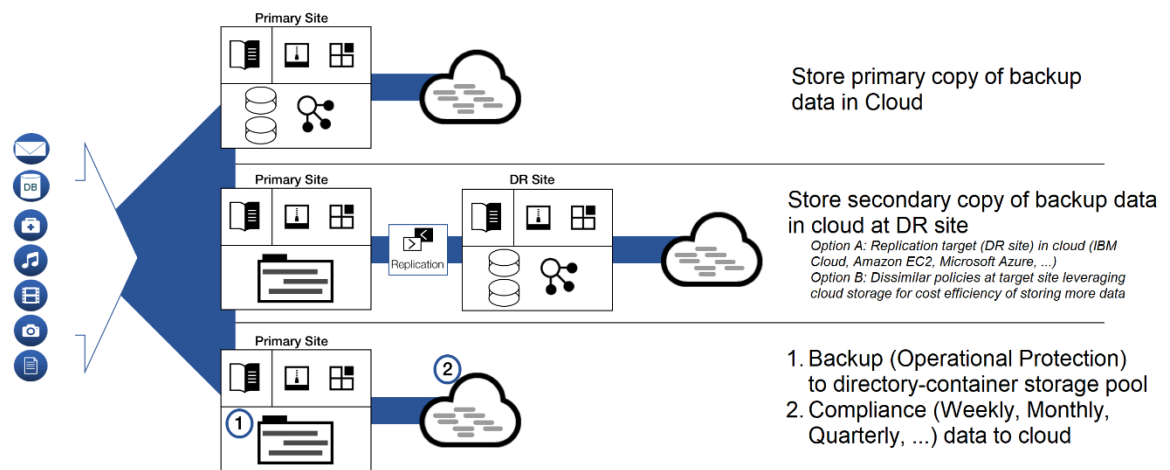 Primary Site
Store primary copy of backup
data in Cloud
DB
Primary Site
DR Site
Replication
Store secondary copy of backup data
in cloud at DR site
Option A: Replication target (DR site) in cloud (IBM
Cloud, Amazon EC2, Microsoft Azure, ...)
Option B: Dissimilar policies at target site leveraging
cloud storage for cost efficiency of storing more data
Primary Site
1
2
1. Backup (Operational Protection)
to directory-container storage pool
2. Compliance (Weekly, Monthly,
Quarterly, ...) data to cloud